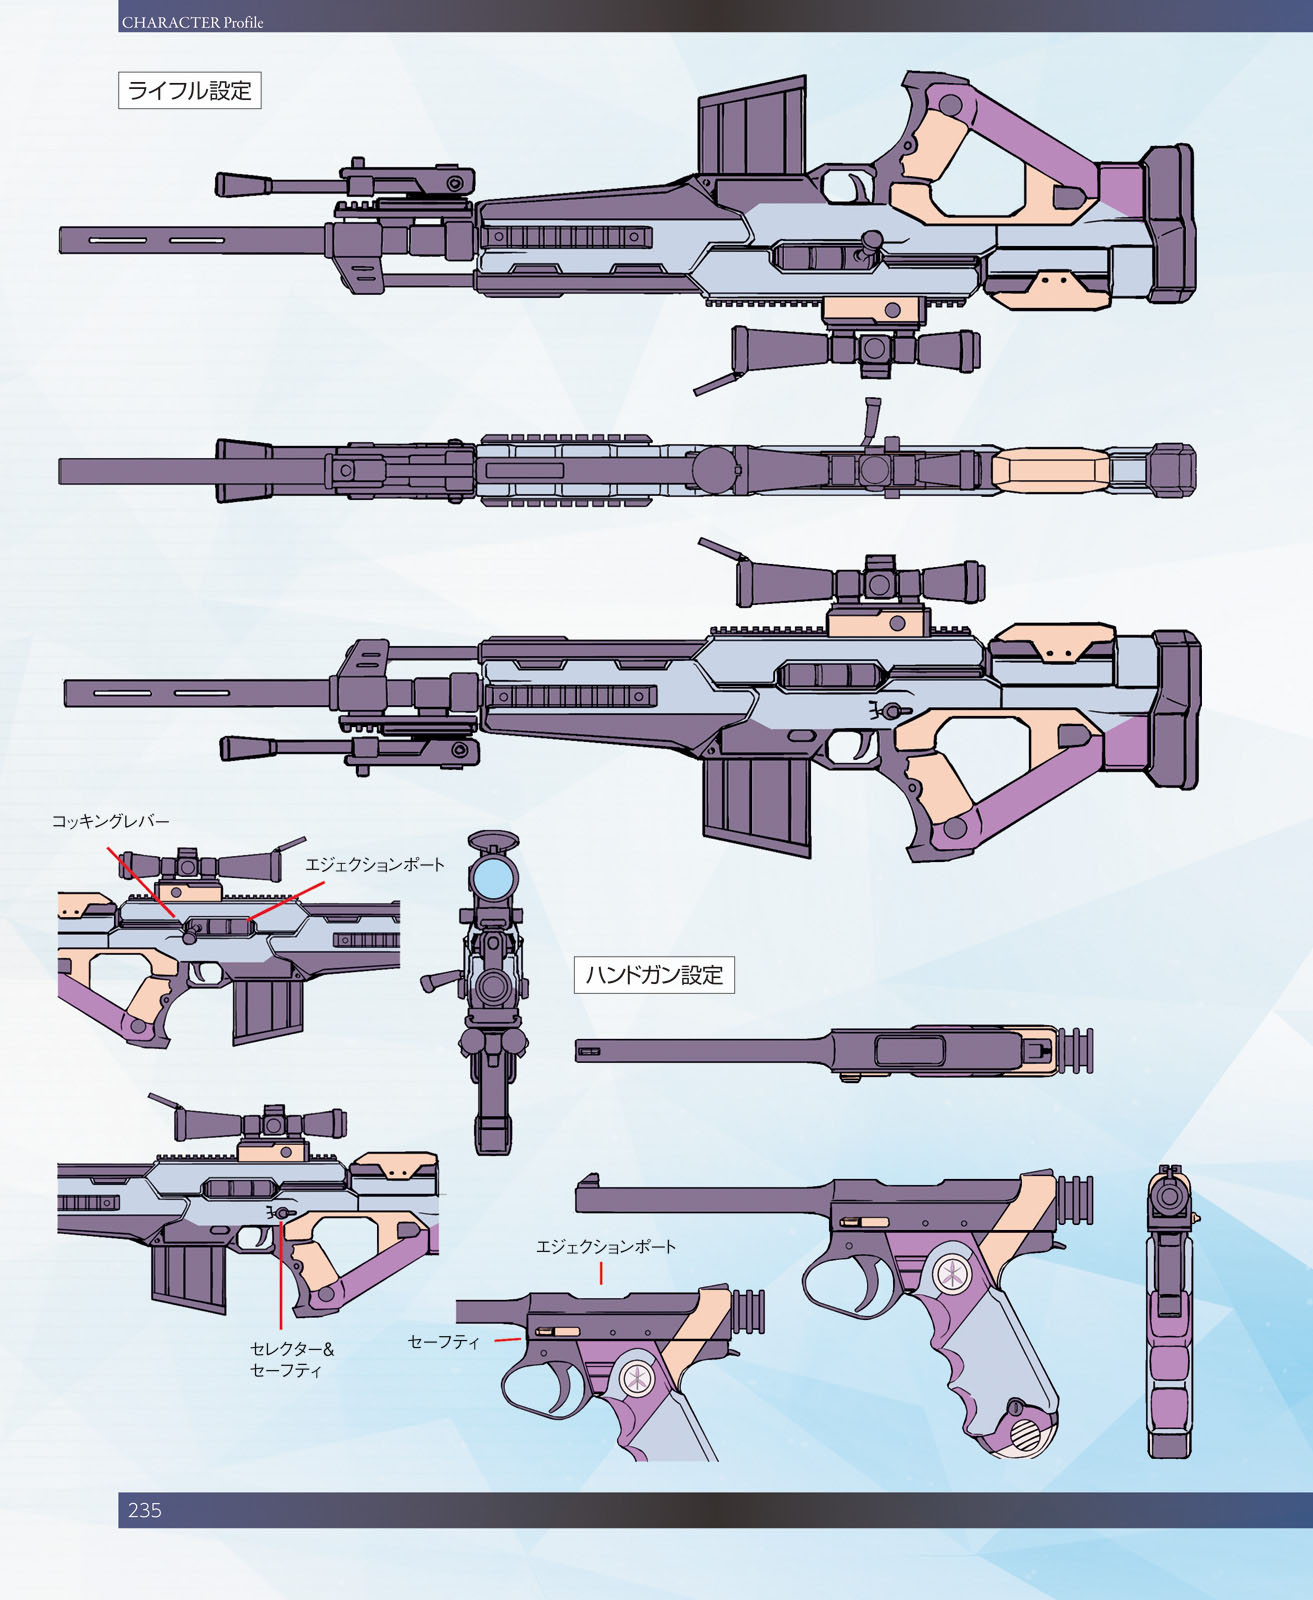 CHARACTER Profile
ライフル設定
コッキングレバー
エジェクションポート
ハンドガン設定
エジェクションポート
セーフティ
セレクター&
セーフティ
235